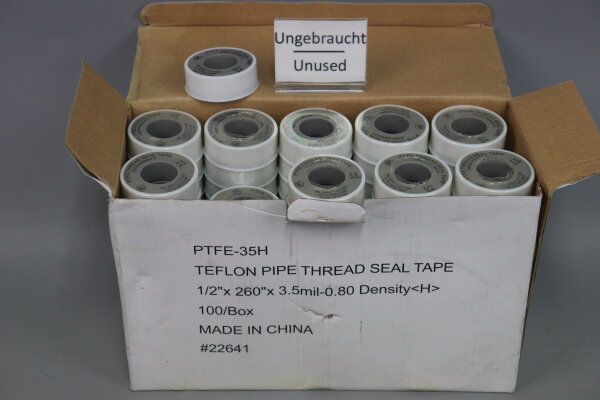 Ungebraucht
Unused
PTFE-35H
TEFLON PIPE THREAD SEAL TAPE
1/2"x 260"x 3.5mil-0.80 Density<H>
100/Box
MADE IN CHINA
#22641